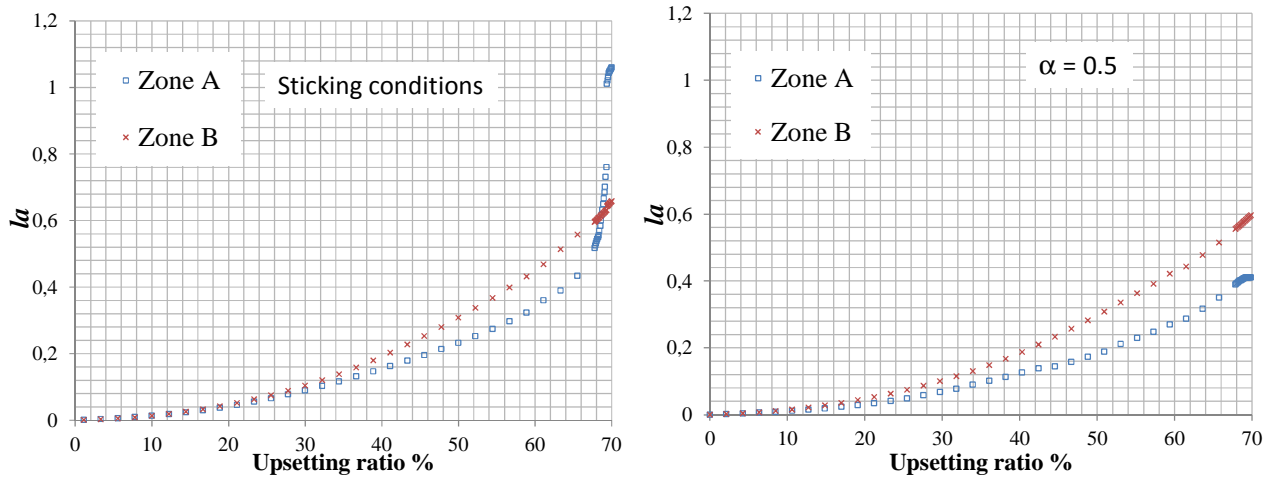 1,2
1
0,8
0,6
0,4
0,2
0
Ia
Zone A
Zone B
Sticking conditions
0 10 20 30 40 50 60 70
Upsetting ratio %
1,2
1
0,8
0,6
0,4
0,2
0
Ia
Zone A
Zone B
α = 0.5
0 10 20 30 40 50 60 70
Upsetting ratio %